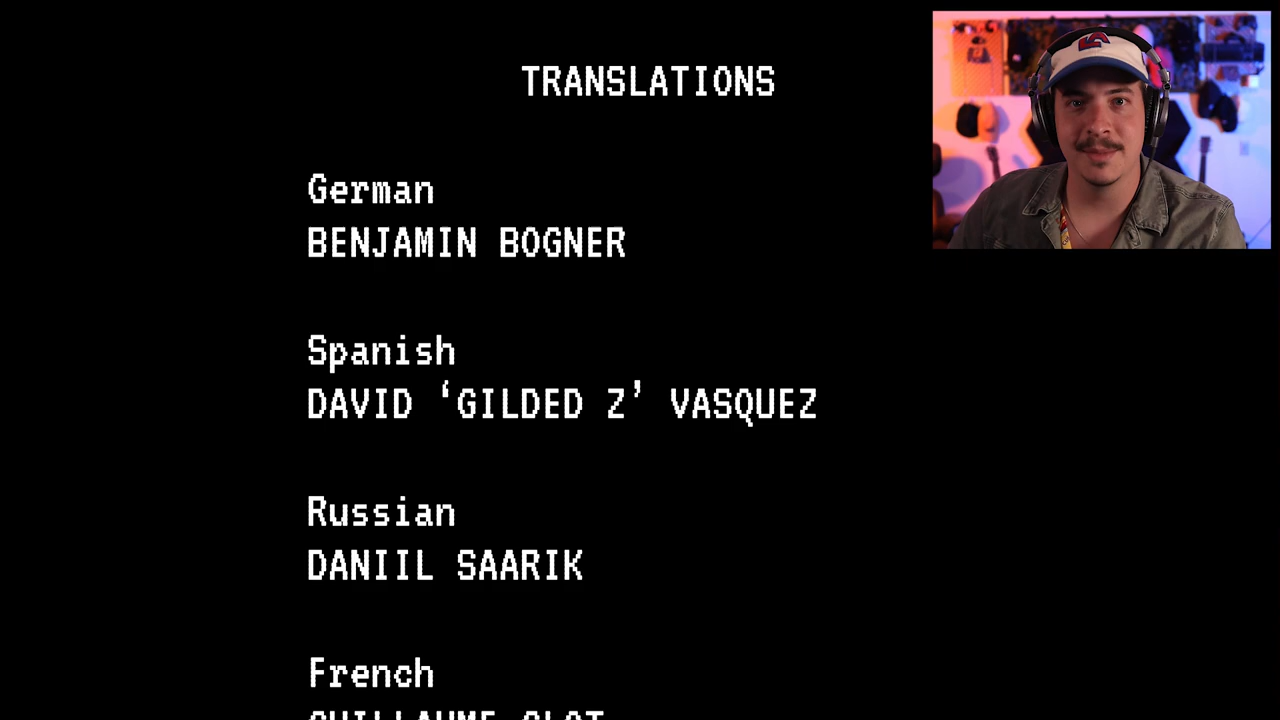 TRANSLATIONS
German
BENJAMIN BOGNER
Spanish
DAVID ‘GILDED Z’ VASQUEZ
Russian
DANIIL SAARIK
French